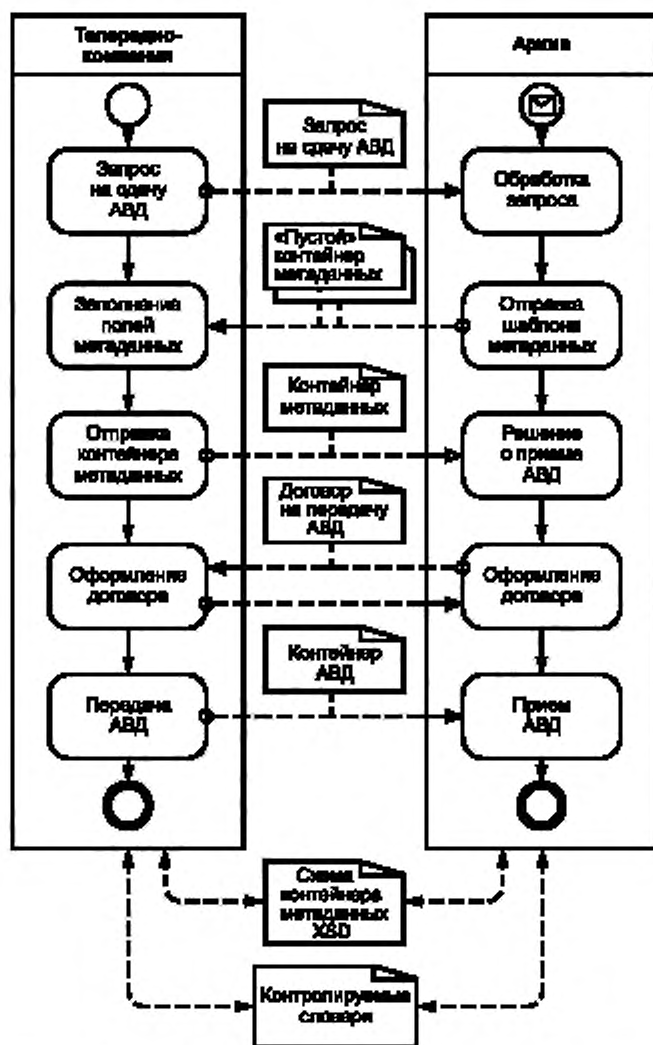 Телерадио-
компания
Архив
Запрос
на сдачу АВД
Запрос
на сдачу
АВД
Обработка
запроса
«Пустой»
контейнер
метаданных
Заполнение
полей
метаданных
Отправка
шаблона
метаданных
Контейнер
метаданных
Отправка
контейнера
метаданных
Решение
о приеме
АВД
Договор
на передачу
АВД
Оформление
договора
Оформление
договора
Контейнер
АВД
Передача
АВД
Прием
АВД
Схема
контейнера
метаданных
XSD
Контролируемые
словари